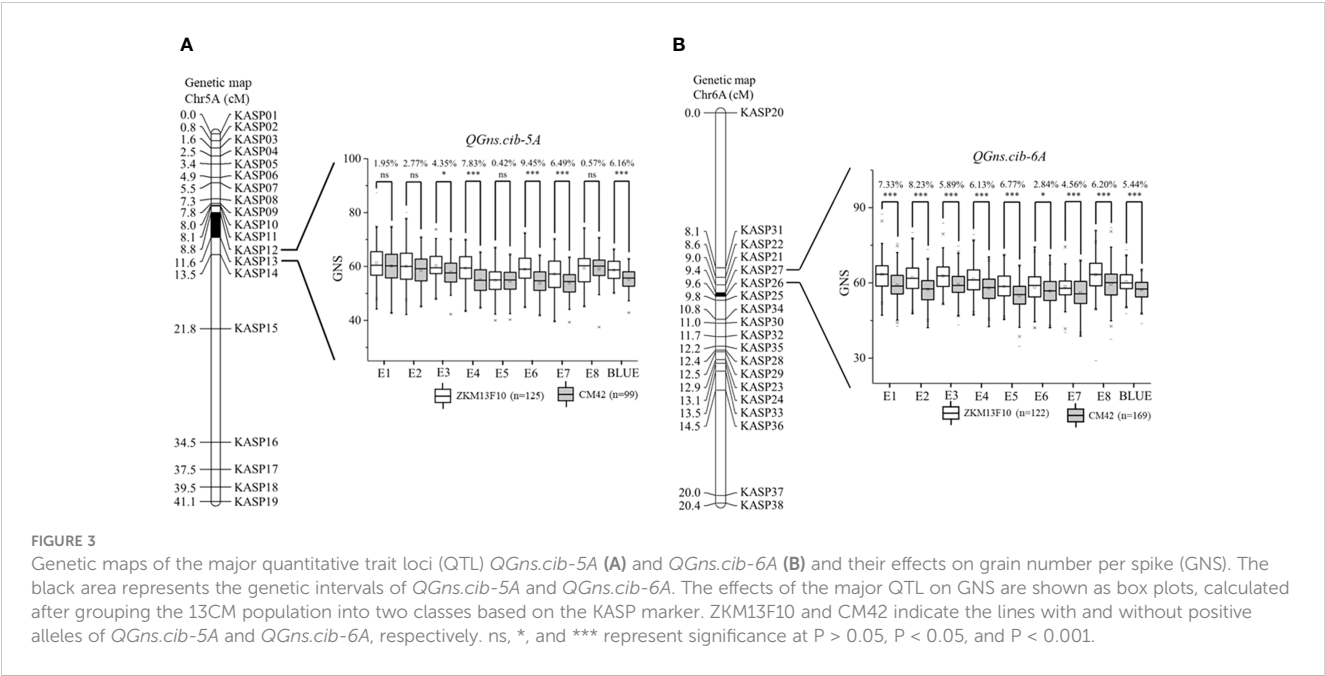 A
Genetic map
Chr5A (cM)
0.0 KASP01
0.8 KASP02
1.6 KASP03
2.5 KASP04
3.4 KASP05
4.9 KASP06
5.5 KASP07
7.3 KASP08
7.8 KASP09
8.0 KASP10
8.1 KASP11
8.8 KASP12
11.6 KASP13
13.5 KASP14
21.8 KASP15
34.5 KASP16
37.5 KASP17
39.5 KASP18
41.1 KASP19
QGns.cib-5A
100
80
60
40
GNS
1.95% 2.77% 4.35% 7.83% 0.42% 9.45% 6.49% 0.57% 6.16%
ns ns * *** ns *** *** ns ***
E1 E2 E3 E4 E5 E6 E7 E8 BLUE
ZKM13F10 (n=125) CM42 (n=99)
B
Genetic map
Chr6A (cM)
0.0 KASP20
8.1 KASP31
8.6 KASP22
9.0 KASP21
9.4 KASP27
9.6 KASP26
9.8 KASP25
10.8 KASP34
11.0 KASP30
11.7 KASP32
12.2 KASP35
12.4 KASP28
12.5 KASP29
12.9 KASP23
13.1 KASP24
13.5 KASP33
14.5 KASP36
20.0 KASP37
20.4 KASP38
QGns.cib-6A
90
60
30
GNS
7.33% 8.23% 5.89% 6.13% 6.77% 2.84% 4.56% 6.20% 5.44%
*** *** *** *** *** * *** *** ***
E1 E2 E3 E4 E5 E6 E7 E8 BLUE
ZKM13F10 (n=122) CM42 (n=169)
FIGURE 3
Genetic maps of the major quantitative trait loci (QTL) QGns.cib-5A (A) and QGns.cib-6A (B) and their effects on grain number per spike (GNS). The
black area represents the genetic intervals of QGns.cib-5A and QGns.cib-6A. The effects of the major QTL on GNS are shown as box plots, calculated
after grouping the 13CM population into two classes based on the KASP marker. ZKM13F10 and CM42 indicate the lines with and without positive
alleles of QGns.cib-5A and QGns.cib-6A, respectively. ns, *, and *** represent significance at P > 0.05, P < 0.05, and P < 0.001.